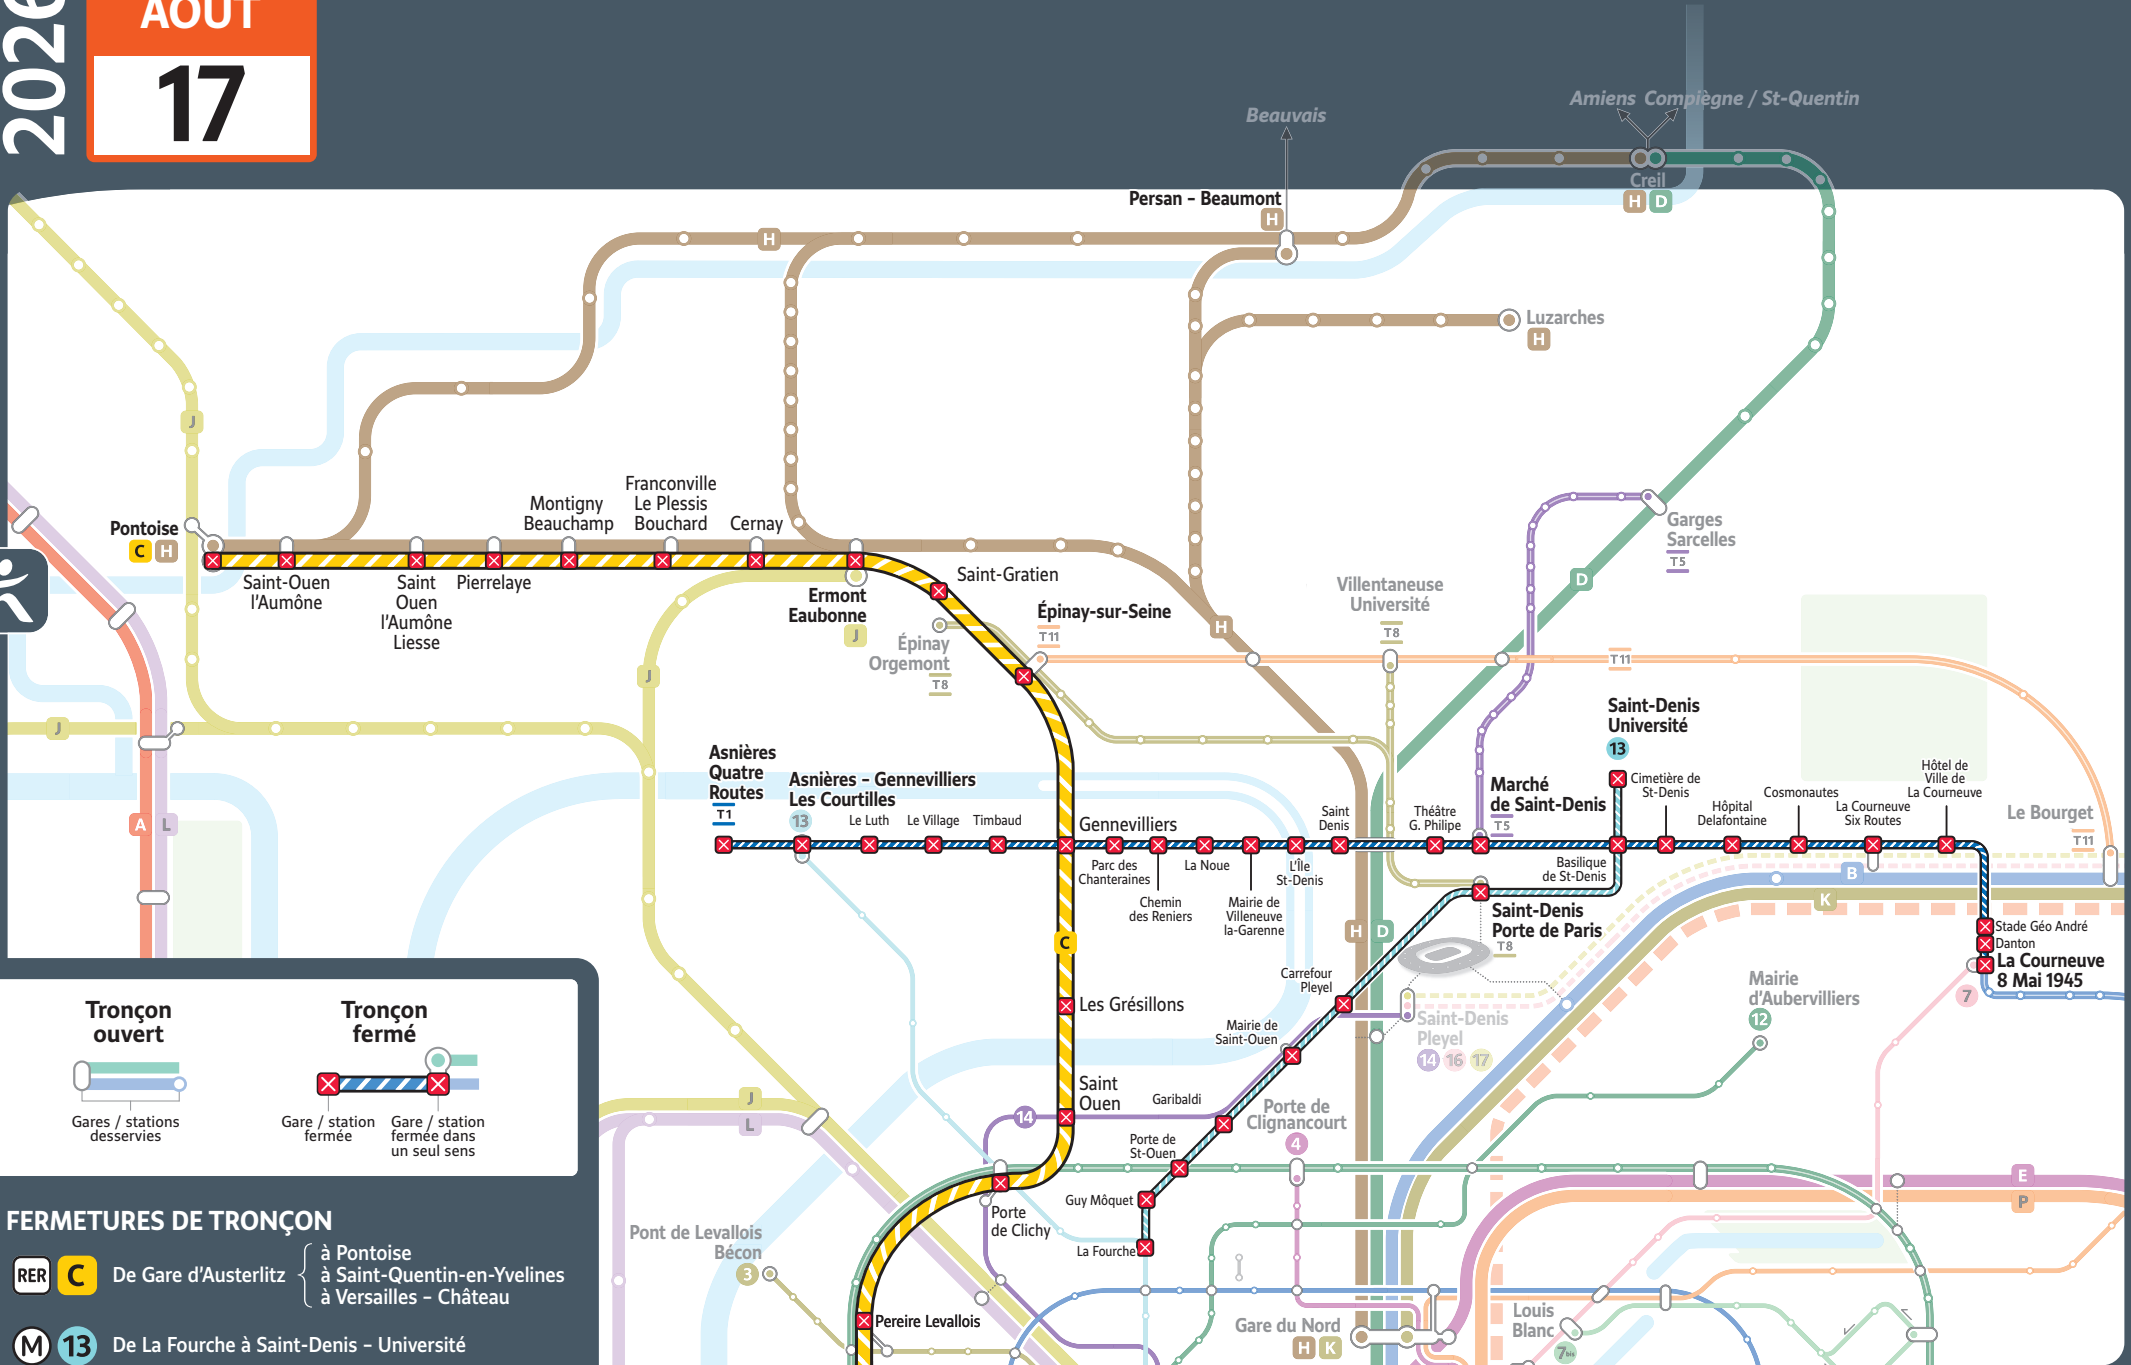 2026
AOÛT
17
Beauvais
Amiens Compiègne / St-Quentin
Creil
H D
Persan – Beaumont
H
H
Luzarches
H
J
Franconville
Le Plessis
Bouchard
Montigny
Beauchamp
Cernay
Pontoise
C H
Saint-Ouen
l'Aumône
Saint
Ouen
l'Aumône
Liesse
Pierrelaye
Ermont
Eaubonne
J
Saint-Gratien
Épinay-sur-Seine
T11
Épinay
Orgemont
T8
H
Villentaneuse
Université
T8
D
Garges
Sarcelles
T5
T11
J
J
A L
Asnières
Quatre
Routes
T1
Asnières – Gennevilliers
Les Courtilles
13
Le Luth
Le Village
Timbaud
Gennevilliers
Parc des
Chanteraines
Chemin
des Reniers
La Noue
Mairie de
Villeneuve
la-Garenne
L'Île
St-Denis
Saint
Denis
Théâtre
G. Philipe
Marché
de Saint-Denis
T5
Saint-Denis
Université
13
Cimetière de
St-Denis
Basilique
de St-Denis
Hôpital
Delafontaine
Cosmonautes
La Courneuve
Six Routes
Hôtel de
Ville de
La Courneuve
Le Bourget
T11
B
K
Stade Géo André
Danton
La Courneuve
8 Mai 1945
7
C
H D
Saint-Denis
Porte de Paris
T8
Carrefour
Pleyel
Saint-Denis
Pleyel
14 16 17
Mairie
d'Aubervilliers
12
Les Grésillons
Mairie de
Saint-Ouen
Saint
Ouen
14
Garibaldi
Porte de
Clignancourt
4
Porte de
St-Ouen
Guy Môquet
La Fourche
Porte
de Clichy
J
L
E
P
Pont de Levallois
Bécon
3
Pereire Levallois
Gare du Nord
H K
Louis
Blanc
7bis
Tronçon
ouvert
Gares / stations
desservies
Tronçon
fermé
Gare / station
fermée
Gare / station
fermée dans
un seul sens
FERMETURES DE TRONÇON
RER C De Gare d'Austerlitz
à Pontoise
à Saint-Quentin-en-Yvelines
à Versailles – Château
M 13 De La Fourche à Saint-Denis – Université